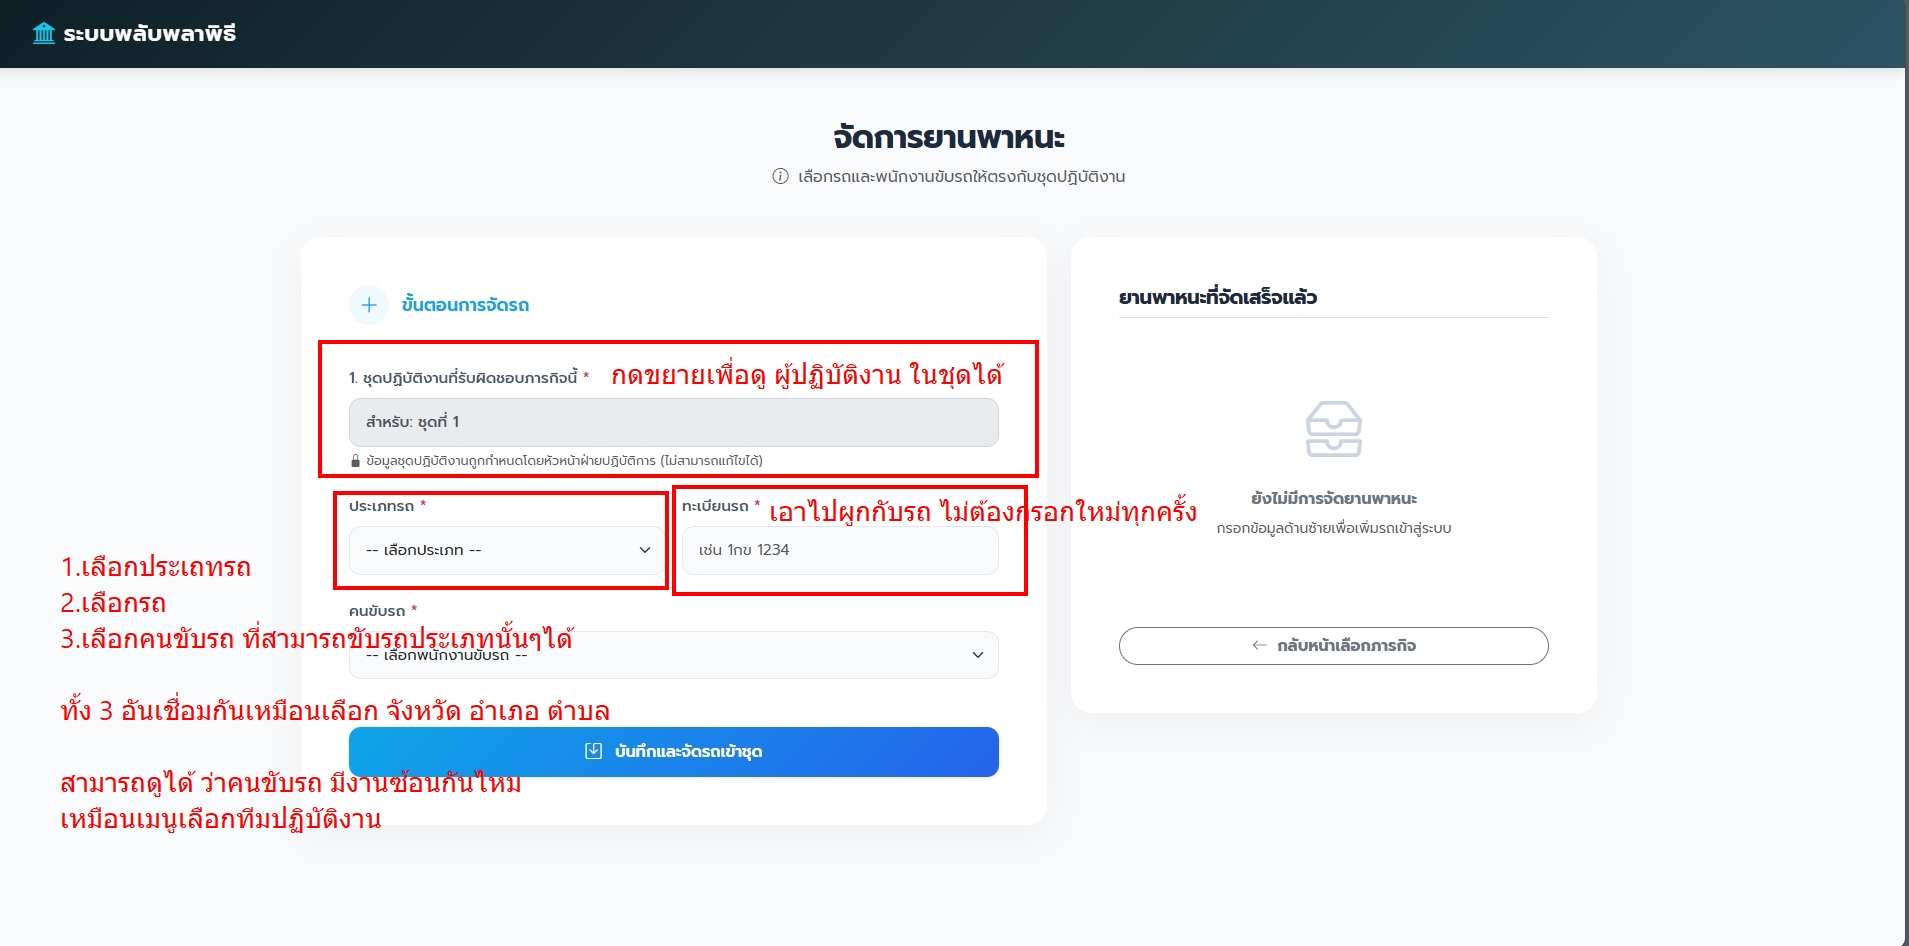 ระบบพลับพลาพิธี
จัดการยานพาหนะ
เลือกรถและพนักงานขับรถให้ตรงกับชุดปฏิบัติงาน
ขั้นตอนการจัดรถ
1. ชุดปฏิบัติงานที่รับผิดชอบภารกิจนี้ *
กดขยายเพื่อดู ผู้ปฏิบัติงาน ในชุดได้
สำหรับ: ชุดที่ 1
ข้อมูลชุดปฏิบัติงานถูกกำหนดโดยหัวหน้าฝ่ายปฏิบัติการ (ไม่สามารถแก้ไขได้)
ประเภทรถ *
-- เลือกประเภท --
ทะเบียนรถ *
เอาไปผูกกับรถ ไม่ต้องกรอกใหม่ทุกครั้ง
เช่น 1กข 1234
1.เลือกประเถทรถ
2.เลือกรถ
คนขับรถ *
3.เลือกคนขับรถ ที่สามารถขับรถประเภทนั้นๆได้
-- เลือกพนักงานขับรถ --
ทั้ง 3 อันเชื่อมกันเหมือนเลือก จังหวัด อำเภอ ตำบล
บันทึกและจัดรถเข้าชุด
สามารถดูได้ ว่าคนขับรถ มีงานซ้อนกันไหม
เหมือนเมนูเลือกทีมปฏิบัติงาน
ยานพาหนะที่จัดเสร็จแล้ว
ยังไม่มีการจัดยานพาหนะ
กรอกข้อมูลด้านซ้ายเพื่อเพิ่มรถเข้าสู่ระบบ
← กลับหน้าเลือกภารกิจ